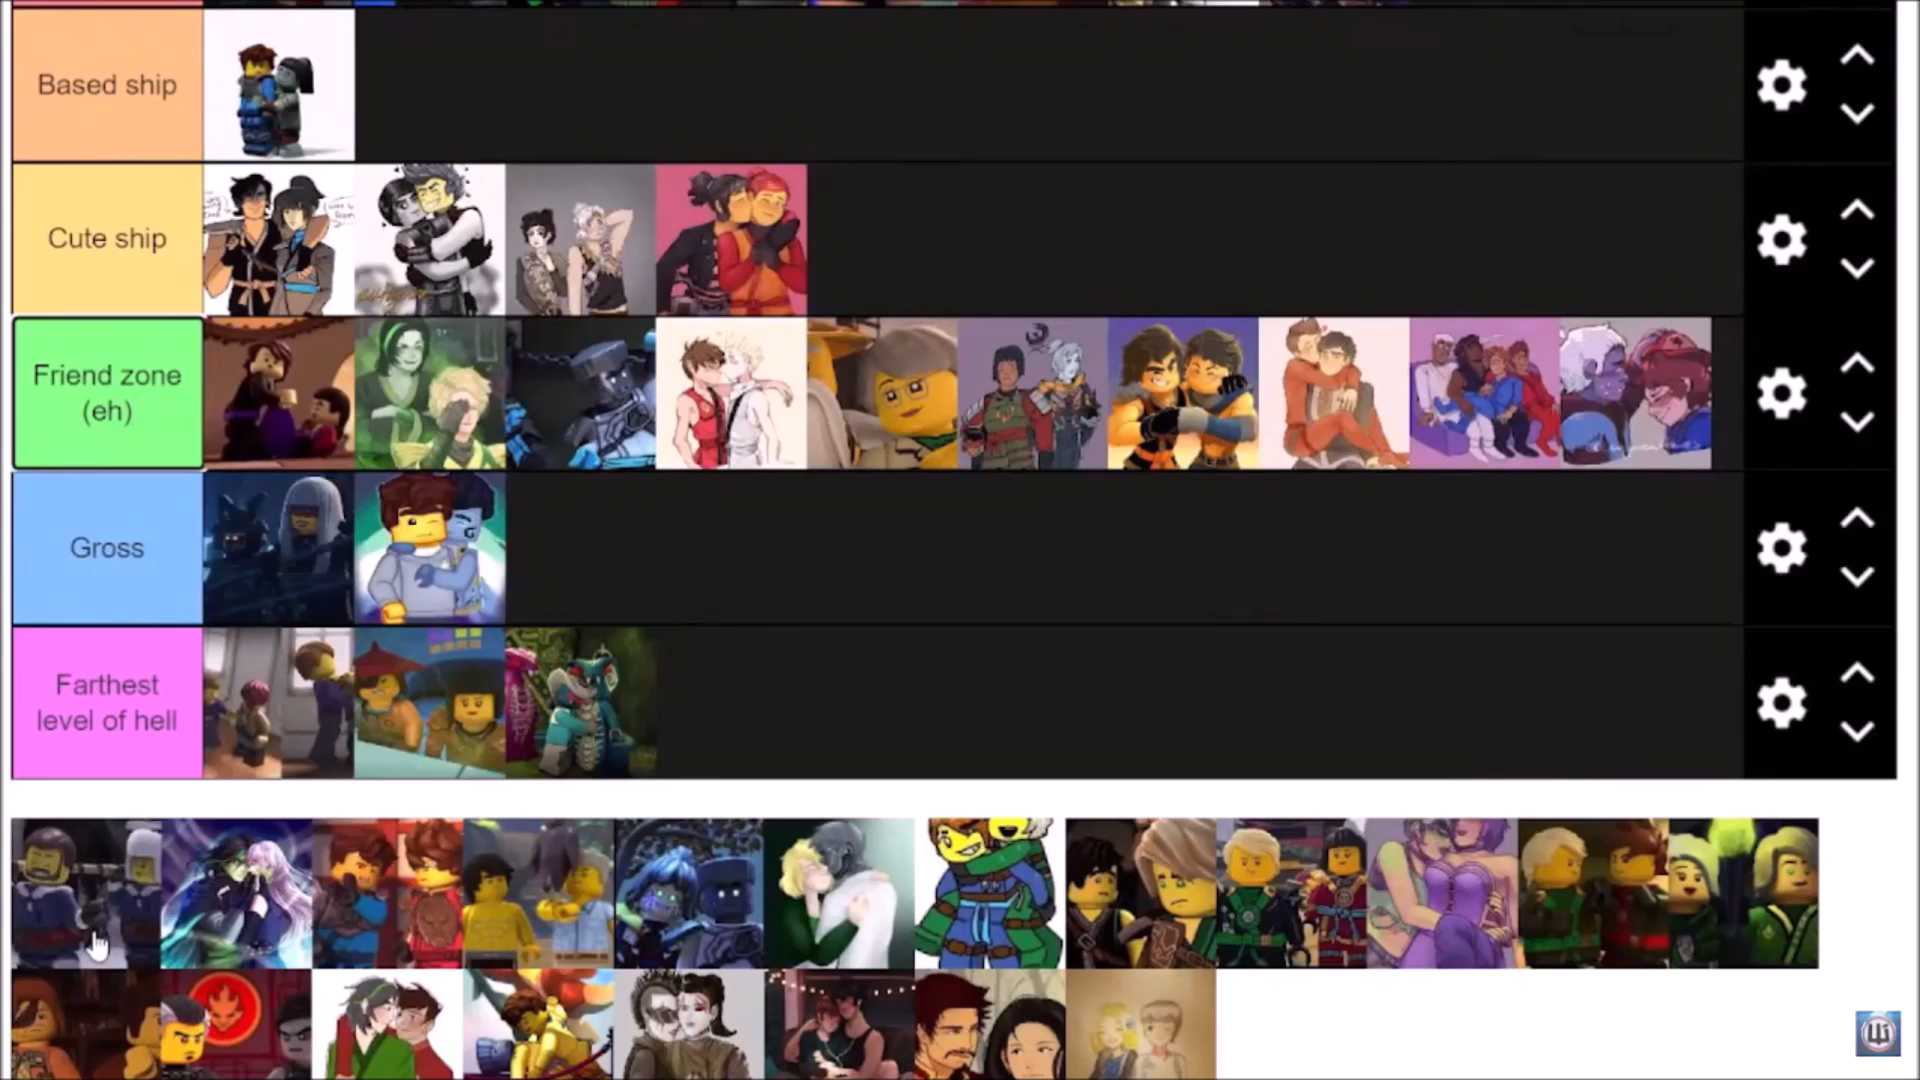 Based ship
Cute ship
Friend zone
(eh)
Gross
Farthest
level of hell